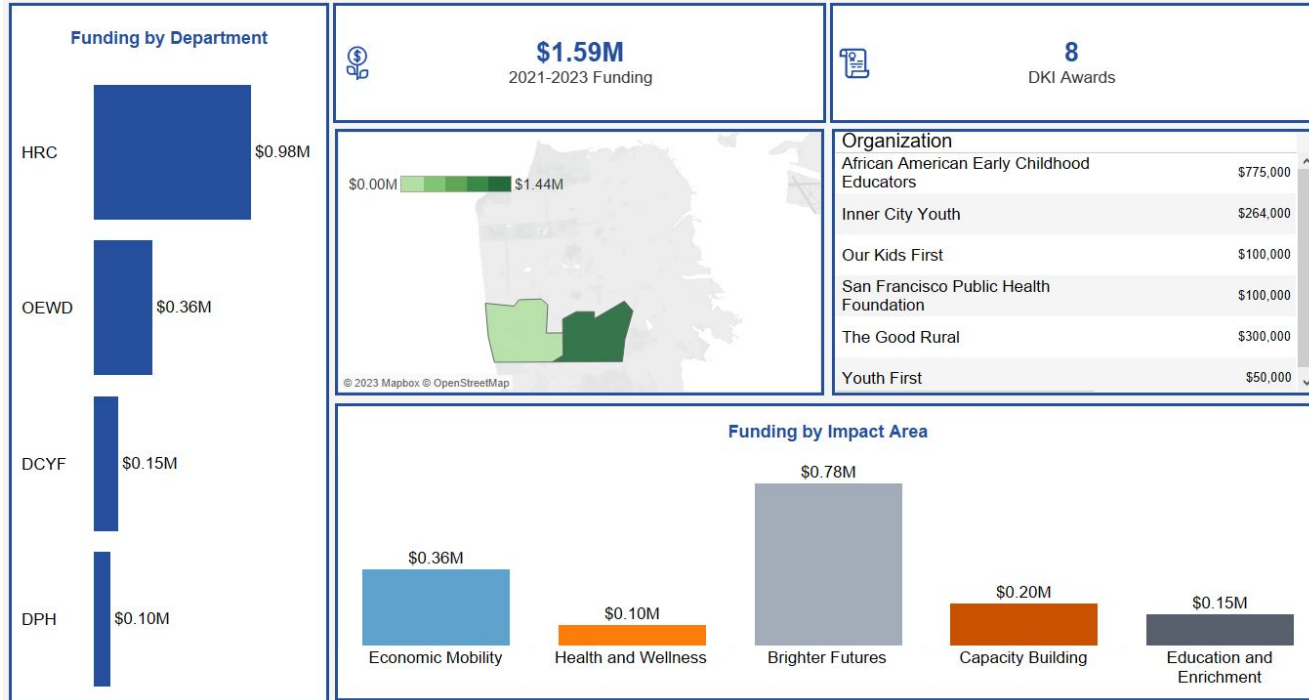 Funding by Department
HRC
$0.98M
OEWD
$0.36M
DCYF
$0.15M
DPH
$0.10M
$1.59M
2021-2023 Funding
8
DKI Awards
$0.00M
$1.44M
© 2023 Mapbox © OpenStreetMap
Organization
African American Early Childhood
Educators
$775,000
Inner City Youth
$264,000
Our Kids First
$100,000
San Francisco Public Health
Foundation
$100,000
The Good Rural
$300,000
Youth First
$50,000
Funding by Impact Area
$0.36M
Economic Mobility
$0.10M
Health and Wellness
$0.78M
Brighter Futures
$0.20M
Capacity Building
$0.15M
Education and
Enrichment